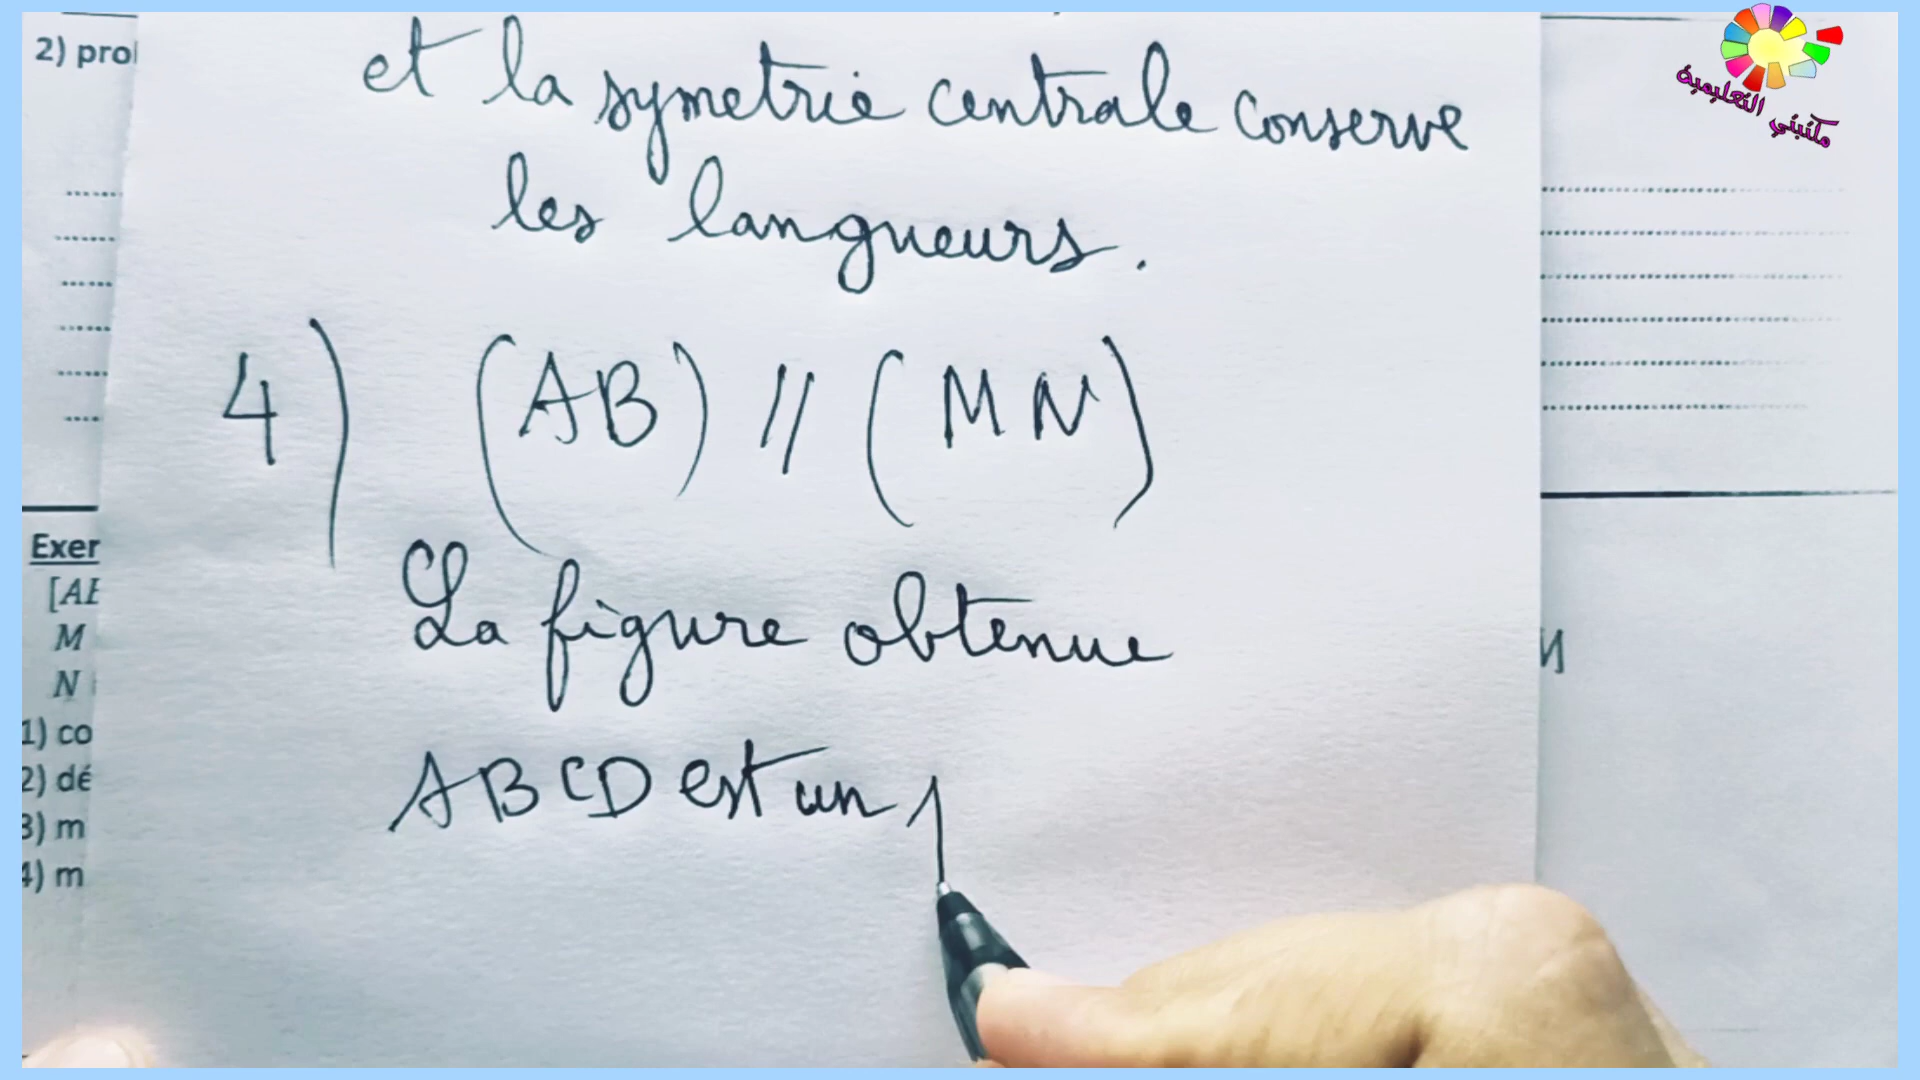 مكتبتي التعليمية
2) pro
et la symetrie centrale conserve
les langueurs.
4) (AB) // (MN)
La figure obtenue
ABCD est un
Exer
[AB
M
N
1) co
2) dé
3) m
4) m